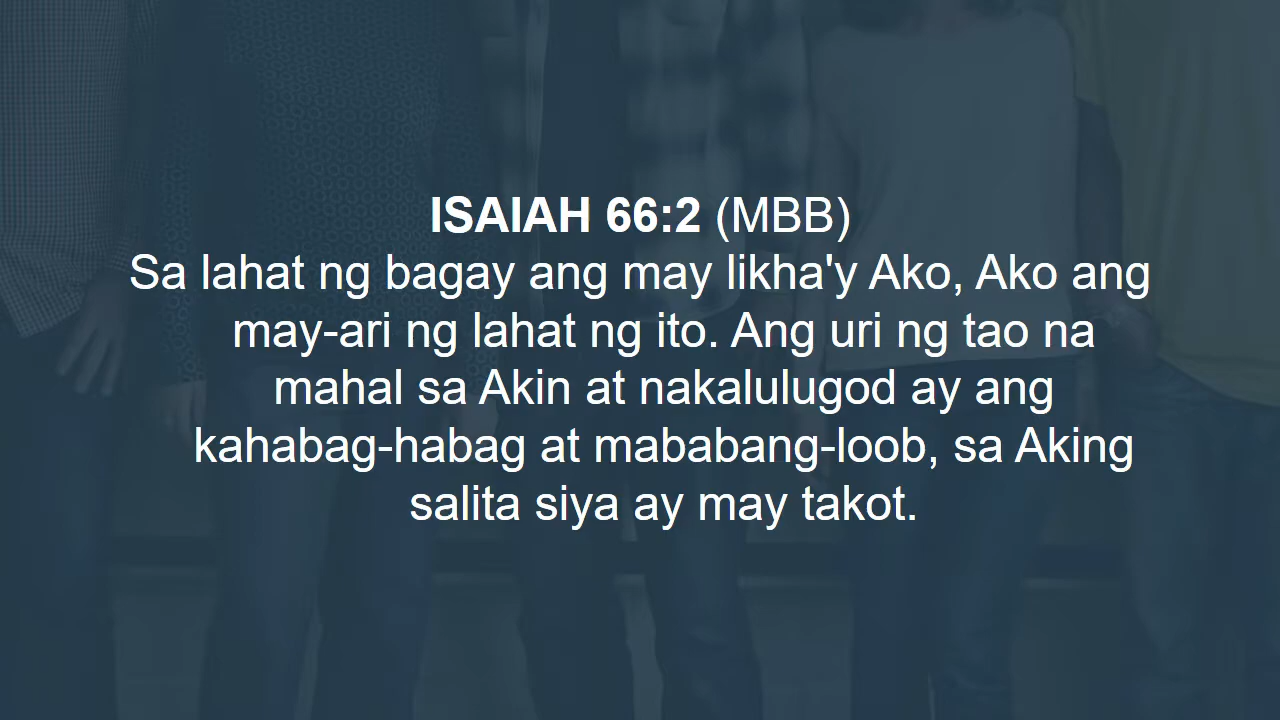 ISAIAH 66:2 (MBB)
Sa lahat ng bagay ang may likha'y Ako, Ako ang
may-ari ng lahat ng ito. Ang uri ng tao na
mahal sa Akin at nakalulugod ay ang
kahabag-habag at mababang-loob, sa Aking
salita siya ay may takot.